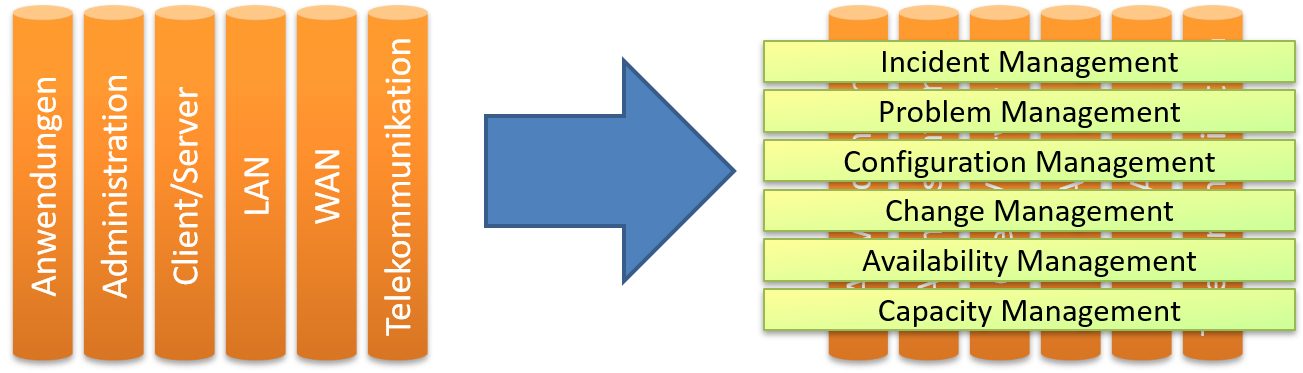 Anwendungen
Administration
Client/Server
LAN
WAN
Telekommunikation
Incident Management
Problem Management
Configuration Management
Change Management
Availability Management
Capacity Management